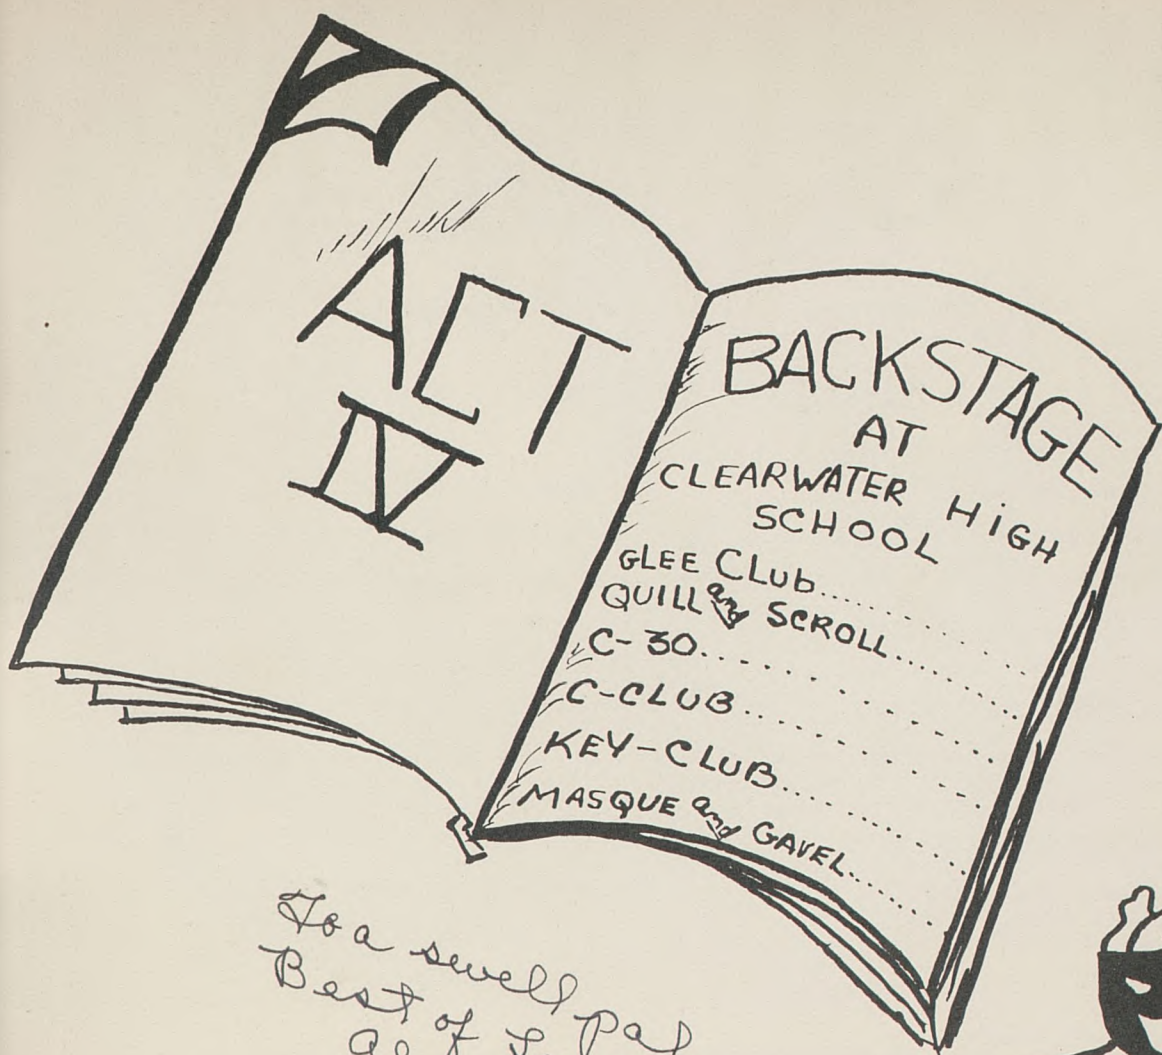 ACT
IV
BACKSTAGE
AT
CLEARWATER HiGH
SCHOOL
GLEE CLub..........
QUILL and SCROLL..........
C-30..........
C-CLUB..........
KEY-CLUB..........
MASQUE and GAVEL..........
To a swell pal
Best of